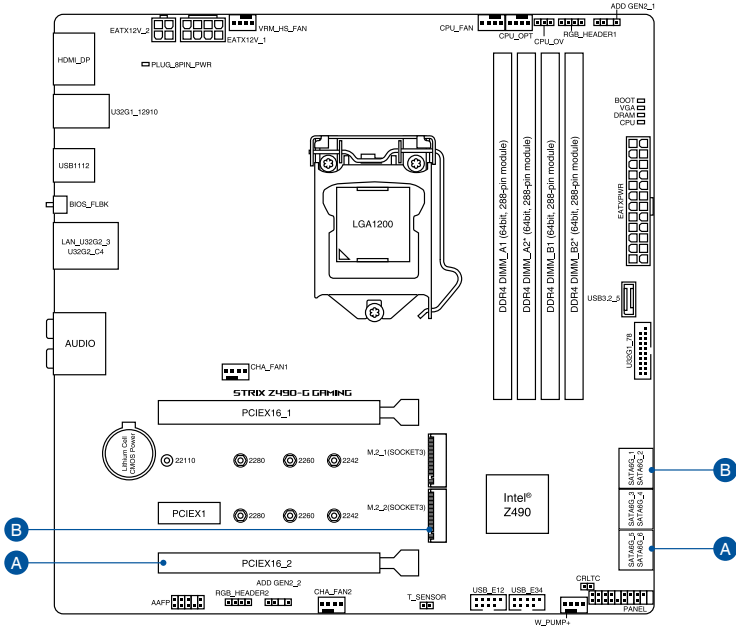 ADD GEN2_1
EATX12V_2
EATX12V_1
VRM_HS_FAN
CPU_FAN
CPU_OPT
CPU_OV
RGB_HEADER1
HDMI_DP
PLUG_8PIN_PWR
U32G1_12910
BOOT
VGA
DRAM
CPU
USB1112
BIOS_FLBK
LAN_U32G2_3
U32G2_C4
LGA1200
DDR4 DIMM_A1 (64bit, 288-pin module)
DDR4 DIMM_A2* (64bit, 288-pin module)
DDR4 DIMM_B1 (64bit, 288-pin module)
DDR4 DIMM_B2* (64bit, 288-pin module)
EATXPWR
USB3.2_5
U32G1_78
AUDIO
CHA_FAN1
STRIX Z490-G GAMING
PCIEX16_1
Lithium Cell
CMOS Power
22110
2280
2260
2242
M.2_1(SOCKET3)
SATA6G_1
SATA6G_2
B
PCIEX1
2280
2260
2242
M.2_2(SOCKET3)
Intel®
Z490
SATA6G_3
SATA6G_4
B
A
PCIEX16_2
SATA6G_5
SATA6G_6
A
AAFP
RGB_HEADER2
ADD GEN2_2
CHA_FAN2
T_SENSOR
USB_E12
USB_E34
W_PUMP+
CRLTC
PANEL